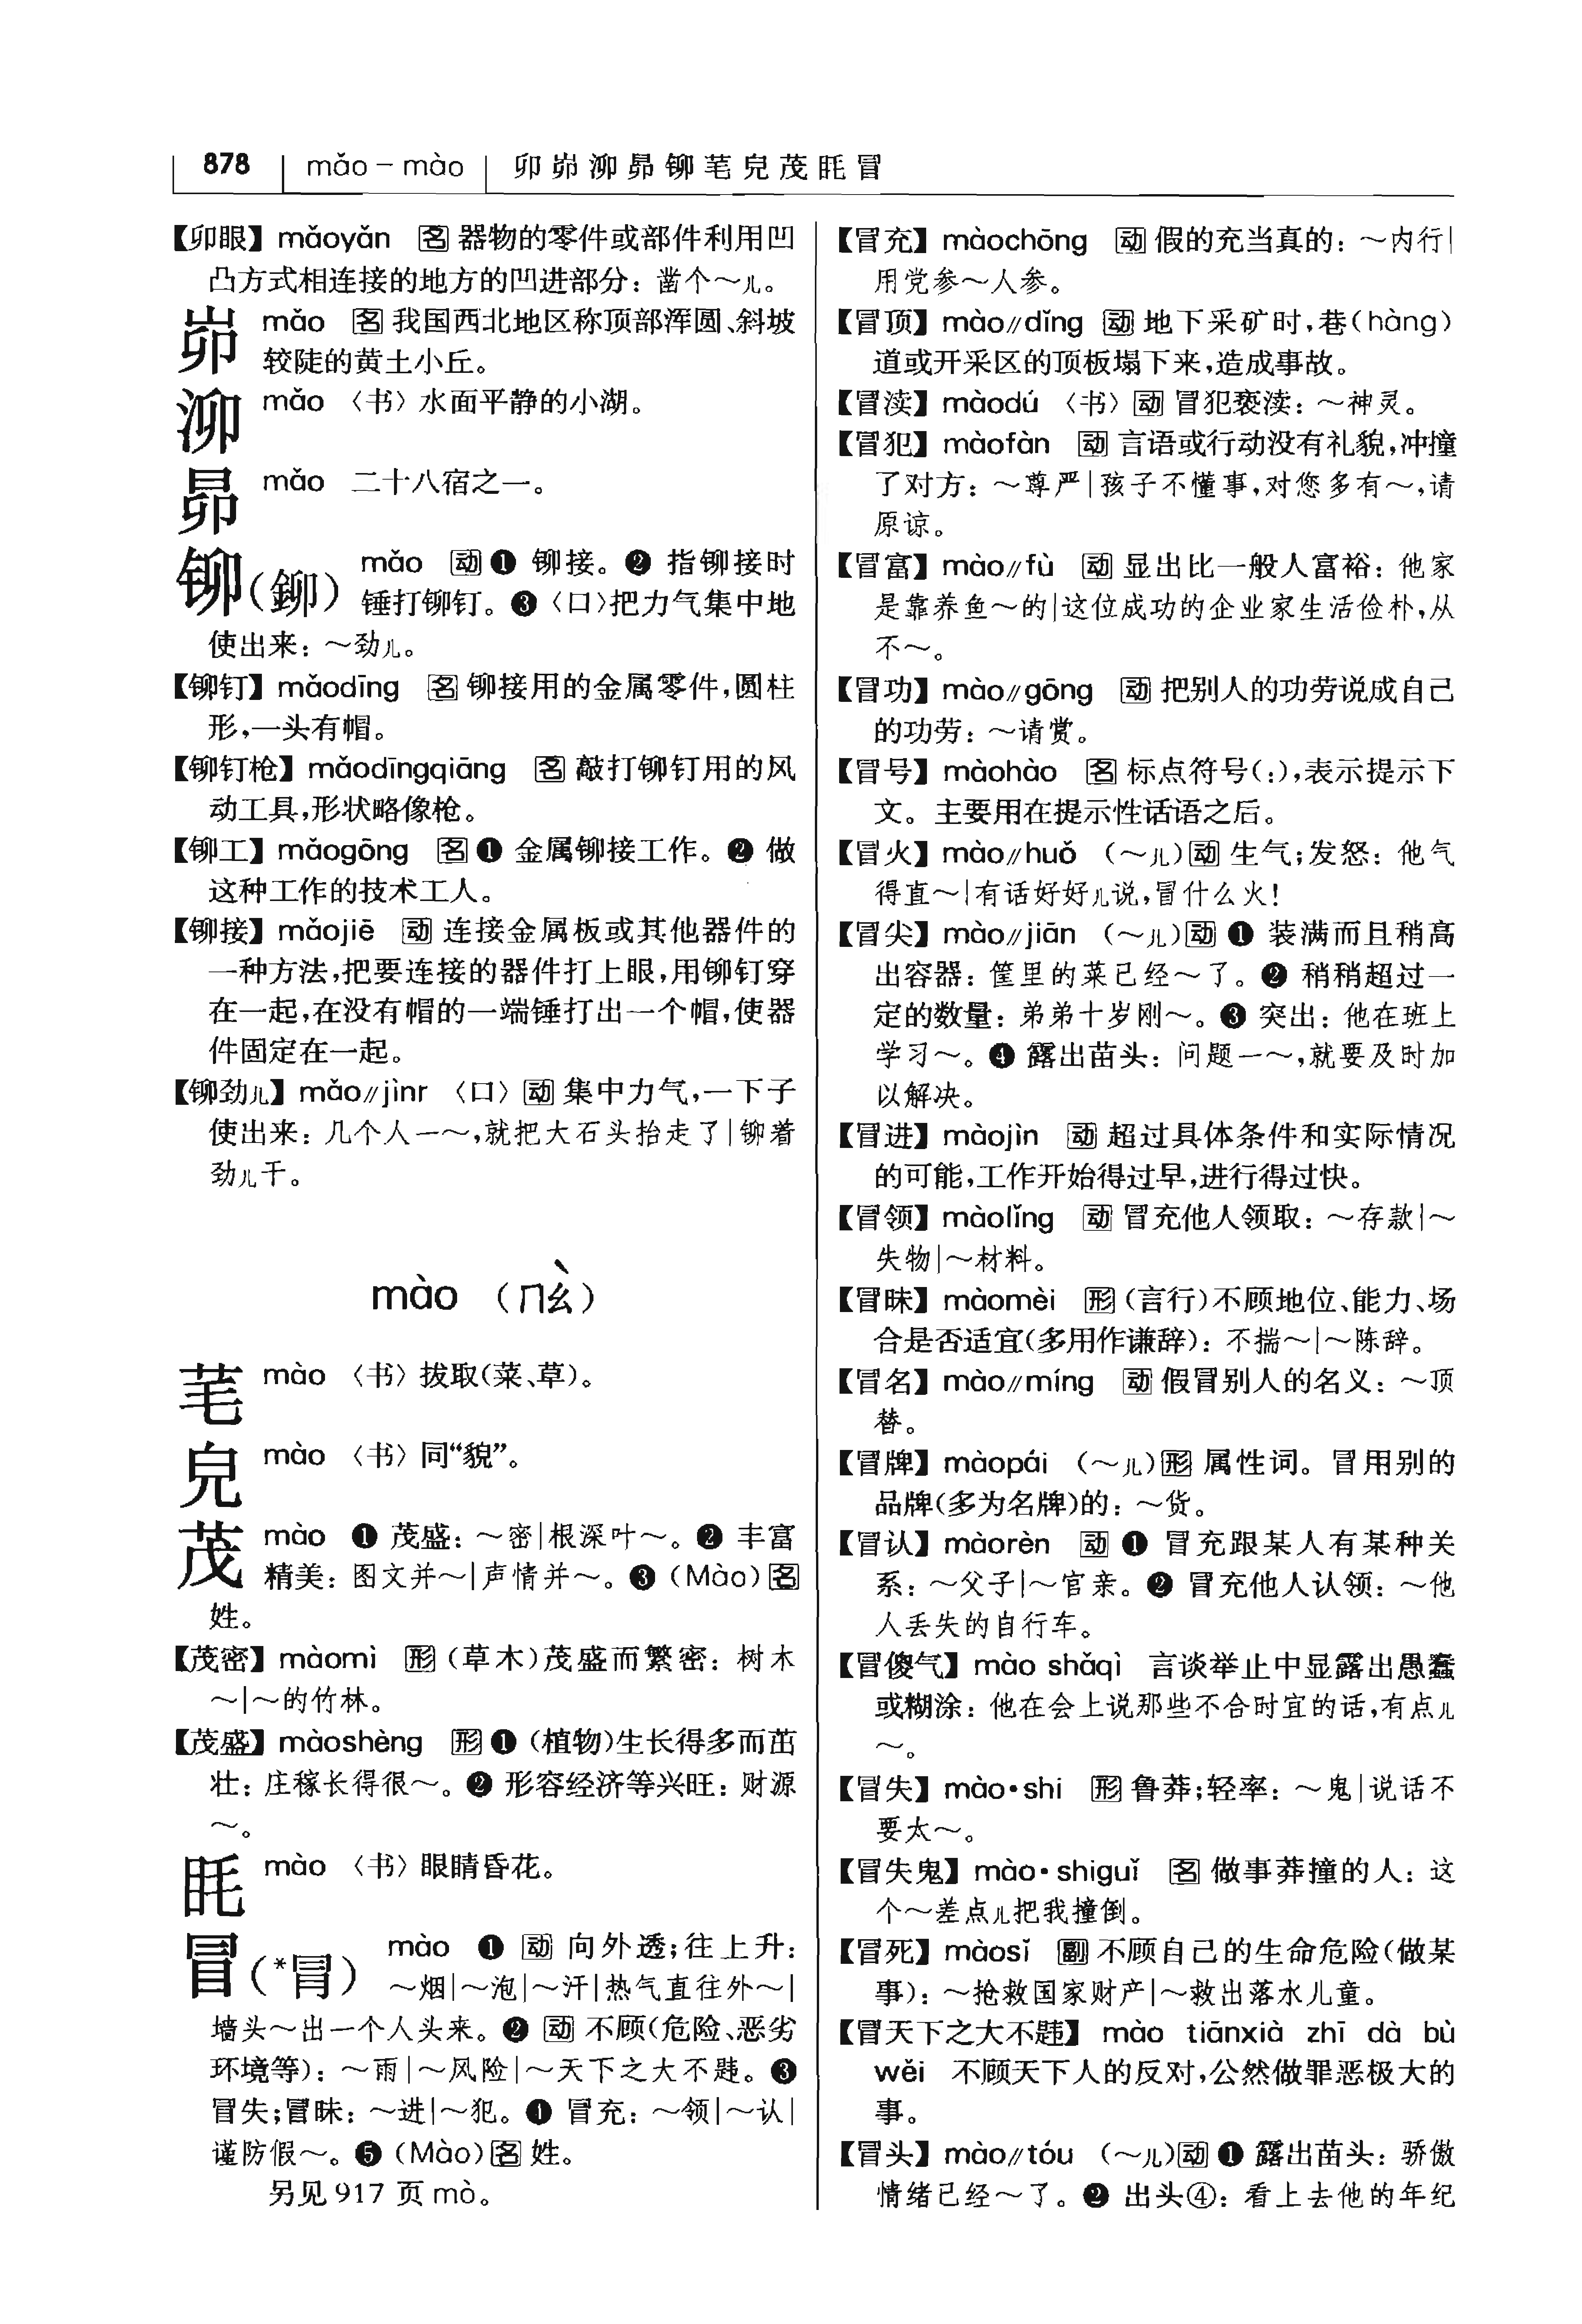 878 mǎo－mào 卯峁泖昴铆芼皃茂眊冒
【卯眼】 mǎoyǎn 名 器物的零件或部件利用凹
凸方式相连接的地方的凹进部分：凿个～儿。
峁 mǎo 名 我国西北地区称顶部浑圆、斜坡
较陡的黄土小丘。
泖 mǎo 〈书〉水面平静的小湖。
昴 mǎo 二十八宿之一。
铆(鉚) mǎo 动 ❶ 铆接。❷ 指铆接时
锤打铆钉。❸〈口〉把力气集中地
使出来：～劲儿。
【铆钉】 mǎodīng 名 铆接用的金属零件，圆柱
形，一头有帽。
【铆钉枪】 mǎodīngqiāng 名 敲打铆钉用的风
动工具，形状略像枪。
【铆工】 mǎogōng 名 ❶ 金属铆接工作。❷ 做
这种工作的技术工人。
【铆接】 mǎojiē 动 连接金属板或其他器件的
一种方法，把要连接的器件打上眼，用铆钉穿
在一起，在没有帽的一端锤打出一个帽，使器
件固定在一起。
【铆劲儿】 mǎo∥jìnr 〈口〉动 集中力气，一下子
使出来：几个人一～，就把大石头抬走了|铆着
劲儿干。
mào （ㄇㄠˋ）
芼 mào 〈书〉拔取(菜、草)。
皃 mào 〈书〉同“貌”。
茂 mào ❶ 茂盛：～密|根深叶～。❷ 丰富
精美：图文并～|声情并～。❸（Mào）名
姓。
【茂密】 màomì 形（草木）茂盛而繁密：树木
～|～的竹林。
【茂盛】 màoshèng 形 ❶（植物）生长得多而茁
壮：庄稼长得很～。❷ 形容经济等兴旺：财源
～。
眊 mào 〈书〉眼睛昏花。
冒(*冐) mào ❶ 动 向外透；往上升：
～烟|～泡|～汗|热气直往外～|
墙头～出一个人头来。❷ 动 不顾(危险、恶劣
环境等)：～雨|～风险|～天下之大不韪。❸
冒失；冒昧：～进|～犯。❹ 冒充：～领|～认|
谨防假～。❺（Mào）名 姓。
另见917 页 mò。
【冒充】 màochōng 动 假的充当真的：～内行|
用党参～人参。
【冒顶】 mào∥dǐng 动 地下采矿时，巷(hàng)
道或开采区的顶板塌下来，造成事故。
【冒渎】 màodú 〈书〉动 冒犯亵渎：～神灵。
【冒犯】 màofàn 动 言语或行动没有礼貌，冲撞
了对方：～尊严|孩子不懂事，对您多有～，请
原谅。
【冒富】 mào∥fù 动 显出比一般人富裕：他家
是靠养鱼～的|这位成功的企业家生活俭朴，从
不～。
【冒功】 mào∥gōng 动 把别人的功劳说成自己
的功劳：～请赏。
【冒号】 màohào 名 标点符号(：)，表示提示下
文。主要用在提示性话语之后。
【冒火】 mào∥huǒ （～儿）动 生气；发怒：他气
得直～|有话好好儿说，冒什么火！
【冒尖】 mào∥jiān （～儿）动 ❶ 装满而且稍高
出容器：筐里的菜已经～了。❷ 稍稍超过一
定的数量：弟弟十岁刚～。❸ 突出：他在班上
学习～。❹ 露出苗头：问题一～，就要及时加
以解决。
【冒进】 màojìn 动 超过具体条件和实际情况
的可能，工作开始得过早，进行得过快。
【冒领】 màolǐng 动 冒充他人领取：～存款|～
失物|～材料。
【冒昧】 màomèi 形（言行）不顾地位、能力、场
合是否适宜(多用作谦辞)：不揣～|～陈辞。
【冒名】 mào∥míng 动 假冒别人的名义：～顶
替。
【冒牌】 màopái （～儿）形 属性词。冒用别的
品牌(多为名牌)的：～货。
【冒认】 màorèn 动 ❶ 冒充跟某人有某种关
系：～父子|～官亲。❷ 冒充他人认领：～他
人丢失的自行车。
【冒傻气】 mào shǎqì 言谈举止中显露出愚蠢
或糊涂：他在会上说那些不合时宜的话，有点儿
～。
【冒失】 mào·shi 形 鲁莽；轻率：～鬼|说话不
要太～。
【冒失鬼】 mào·shiguǐ 名 做事莽撞的人：这
个～差点儿把我撞倒。
【冒死】 màosǐ 副 不顾自己的生命危险(做某
事)：～抢救国家财产|～救出落水儿童。
【冒天下之大不韪】 mào tiānxià zhī dà bù
wěi 不顾天下人的反对，公然做罪恶极大的
事。
【冒头】 mào∥tóu （～儿）动 ❶ 露出苗头：骄傲
情绪已经～了。❷ 出头④：看上去他的年纪